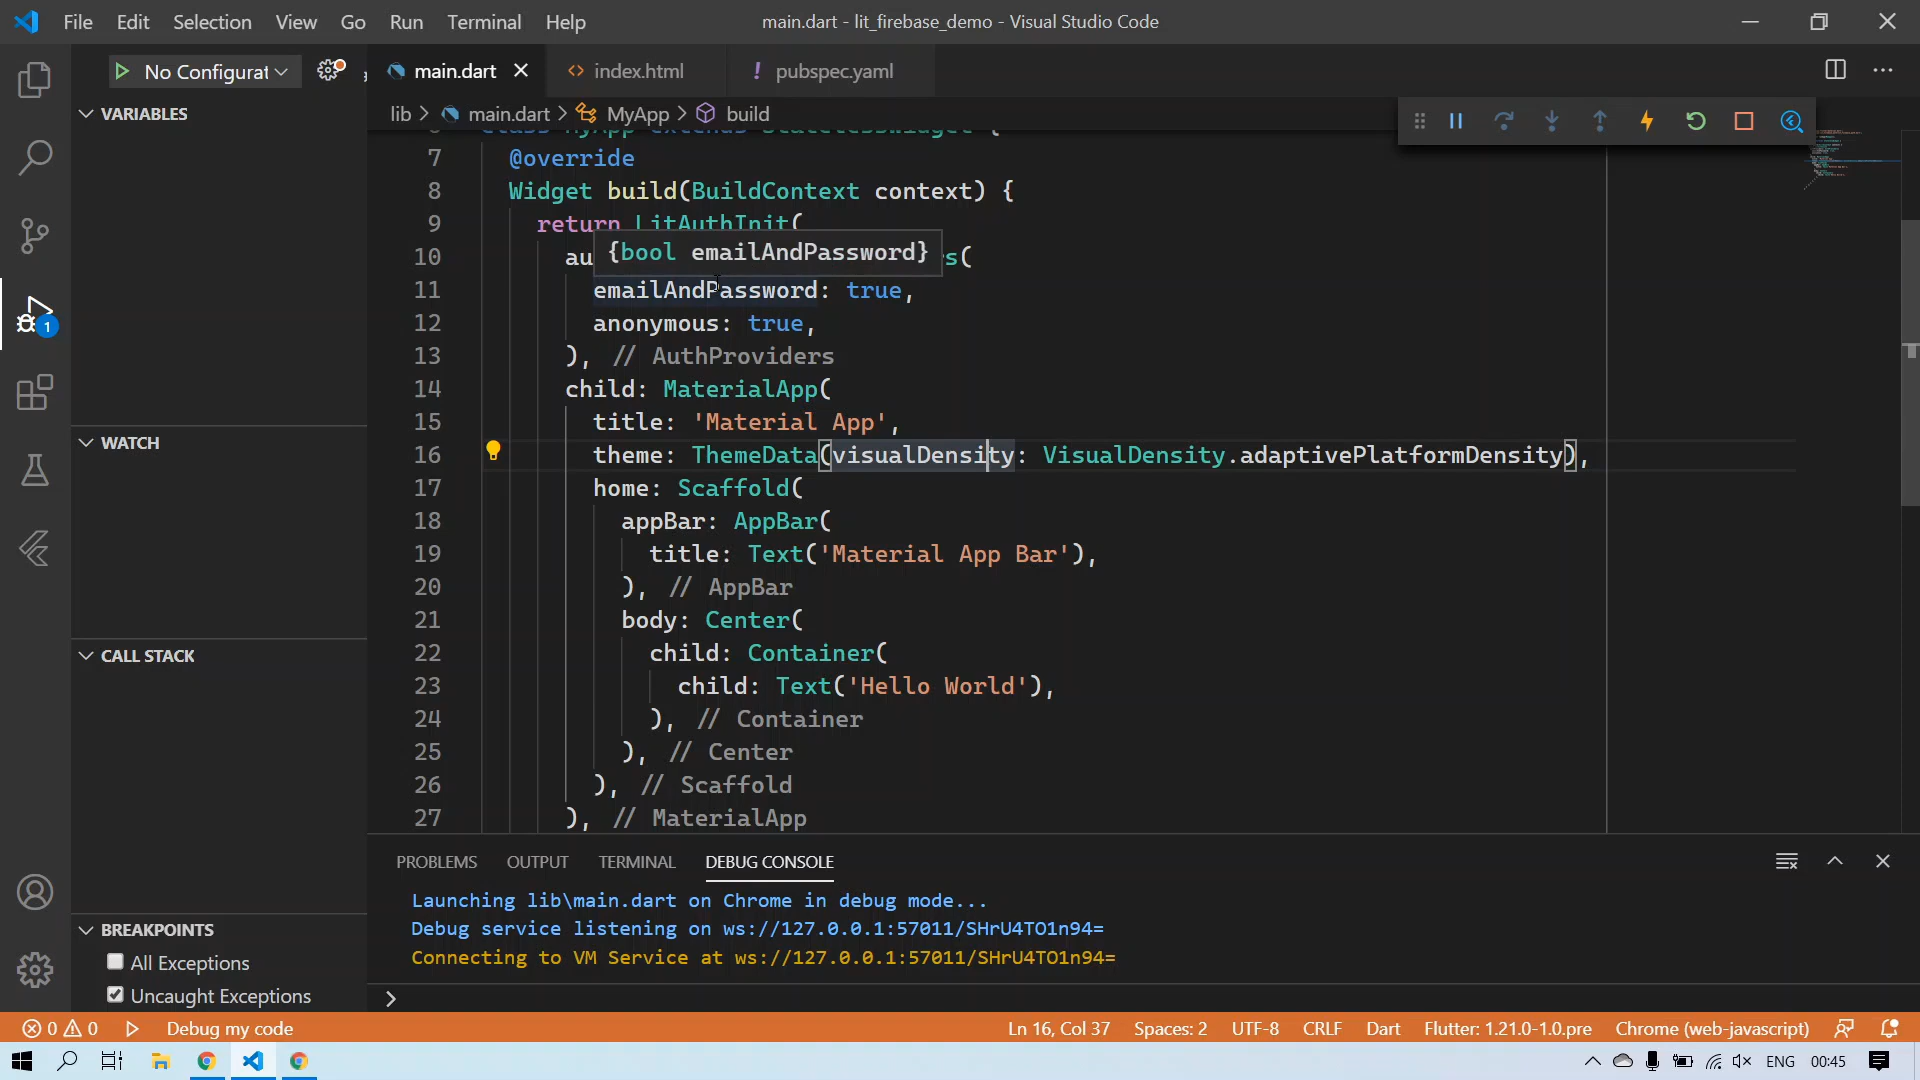 File Edit Selection View Go Run Terminal Help main.dart - lit_firebase_demo - Visual Studio Code
No Configurat main.dart index.html ! pubspec.yaml
lib > main.dart > MyApp > build
VARIABLES
WATCH
CALL STACK
BREAKPOINTS
All Exceptions
Uncaught Exceptions
1
class MyApp extends StatelessWidget {
7 @override
8 Widget build(BuildContext context) {
9 return LitAuthInit(
{bool emailAndPassword}
10 au s(
11 emailAndPassword: true,
12 anonymous: true,
13 ), // AuthProviders
14 child: MaterialApp(
15 title: 'Material App',
16 theme: ThemeData(visualDensity: VisualDensity.adaptivePlatformDensity),
17 home: Scaffold(
18 appBar: AppBar(
19 title: Text('Material App Bar'),
20 ), // AppBar
21 body: Center(
22 child: Container(
23 child: Text('Hello World'),
24 ), // Container
25 ), // Center
26 ), // Scaffold
27 ), // MaterialApp
PROBLEMS OUTPUT TERMINAL DEBUG CONSOLE
Launching lib\main.dart on Chrome in debug mode...
Debug service listening on ws://127.0.0.1:57011/SHrU4TO1n94=
Connecting to VM Service at ws://127.0.0.1:57011/SHrU4TO1n94=
0 0 Debug my code Ln 16, Col 37 Spaces: 2 UTF-8 CRLF Dart Flutter: 1.21.0-1.0.pre Chrome (web-javascript)
ENG 00:45